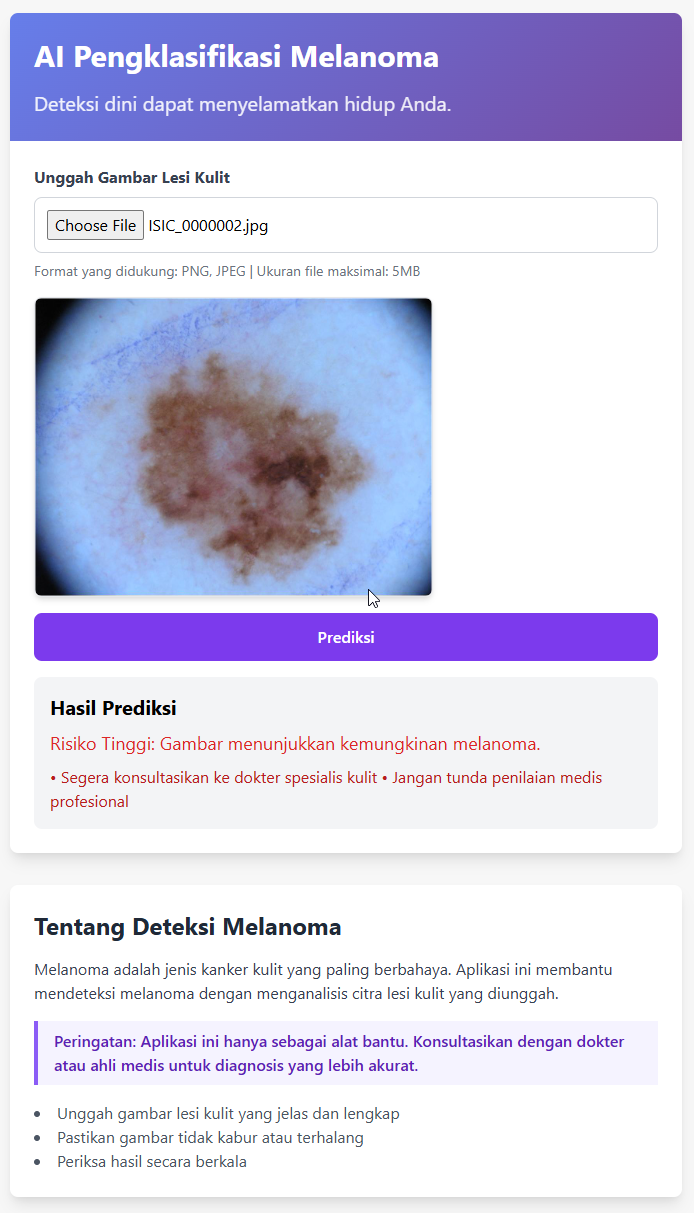 AI Pengklasifikasi Melanoma
Deteksi dini dapat menyelamatkan hidup Anda.
Unggah Gambar Lesi Kulit
Choose File ISIC_0000002.jpg
Format yang didukung: PNG, JPEG | Ukuran file maksimal: 5MB
Prediksi
Hasil Prediksi
Risiko Tinggi: Gambar menunjukkan kemungkinan melanoma.
• Segera konsultasikan ke dokter spesialis kulit • Jangan tunda penilaian medis
profesional
Tentang Deteksi Melanoma
Melanoma adalah jenis kanker kulit yang paling berbahaya. Aplikasi ini membantu
mendeteksi melanoma dengan menganalisis citra lesi kulit yang diunggah.
Peringatan: Aplikasi ini hanya sebagai alat bantu. Konsultasikan dengan dokter
atau ahli medis untuk diagnosis yang lebih akurat.
• Unggah gambar lesi kulit yang jelas dan lengkap
• Pastikan gambar tidak kabur atau terhalang
• Periksa hasil secara berkala